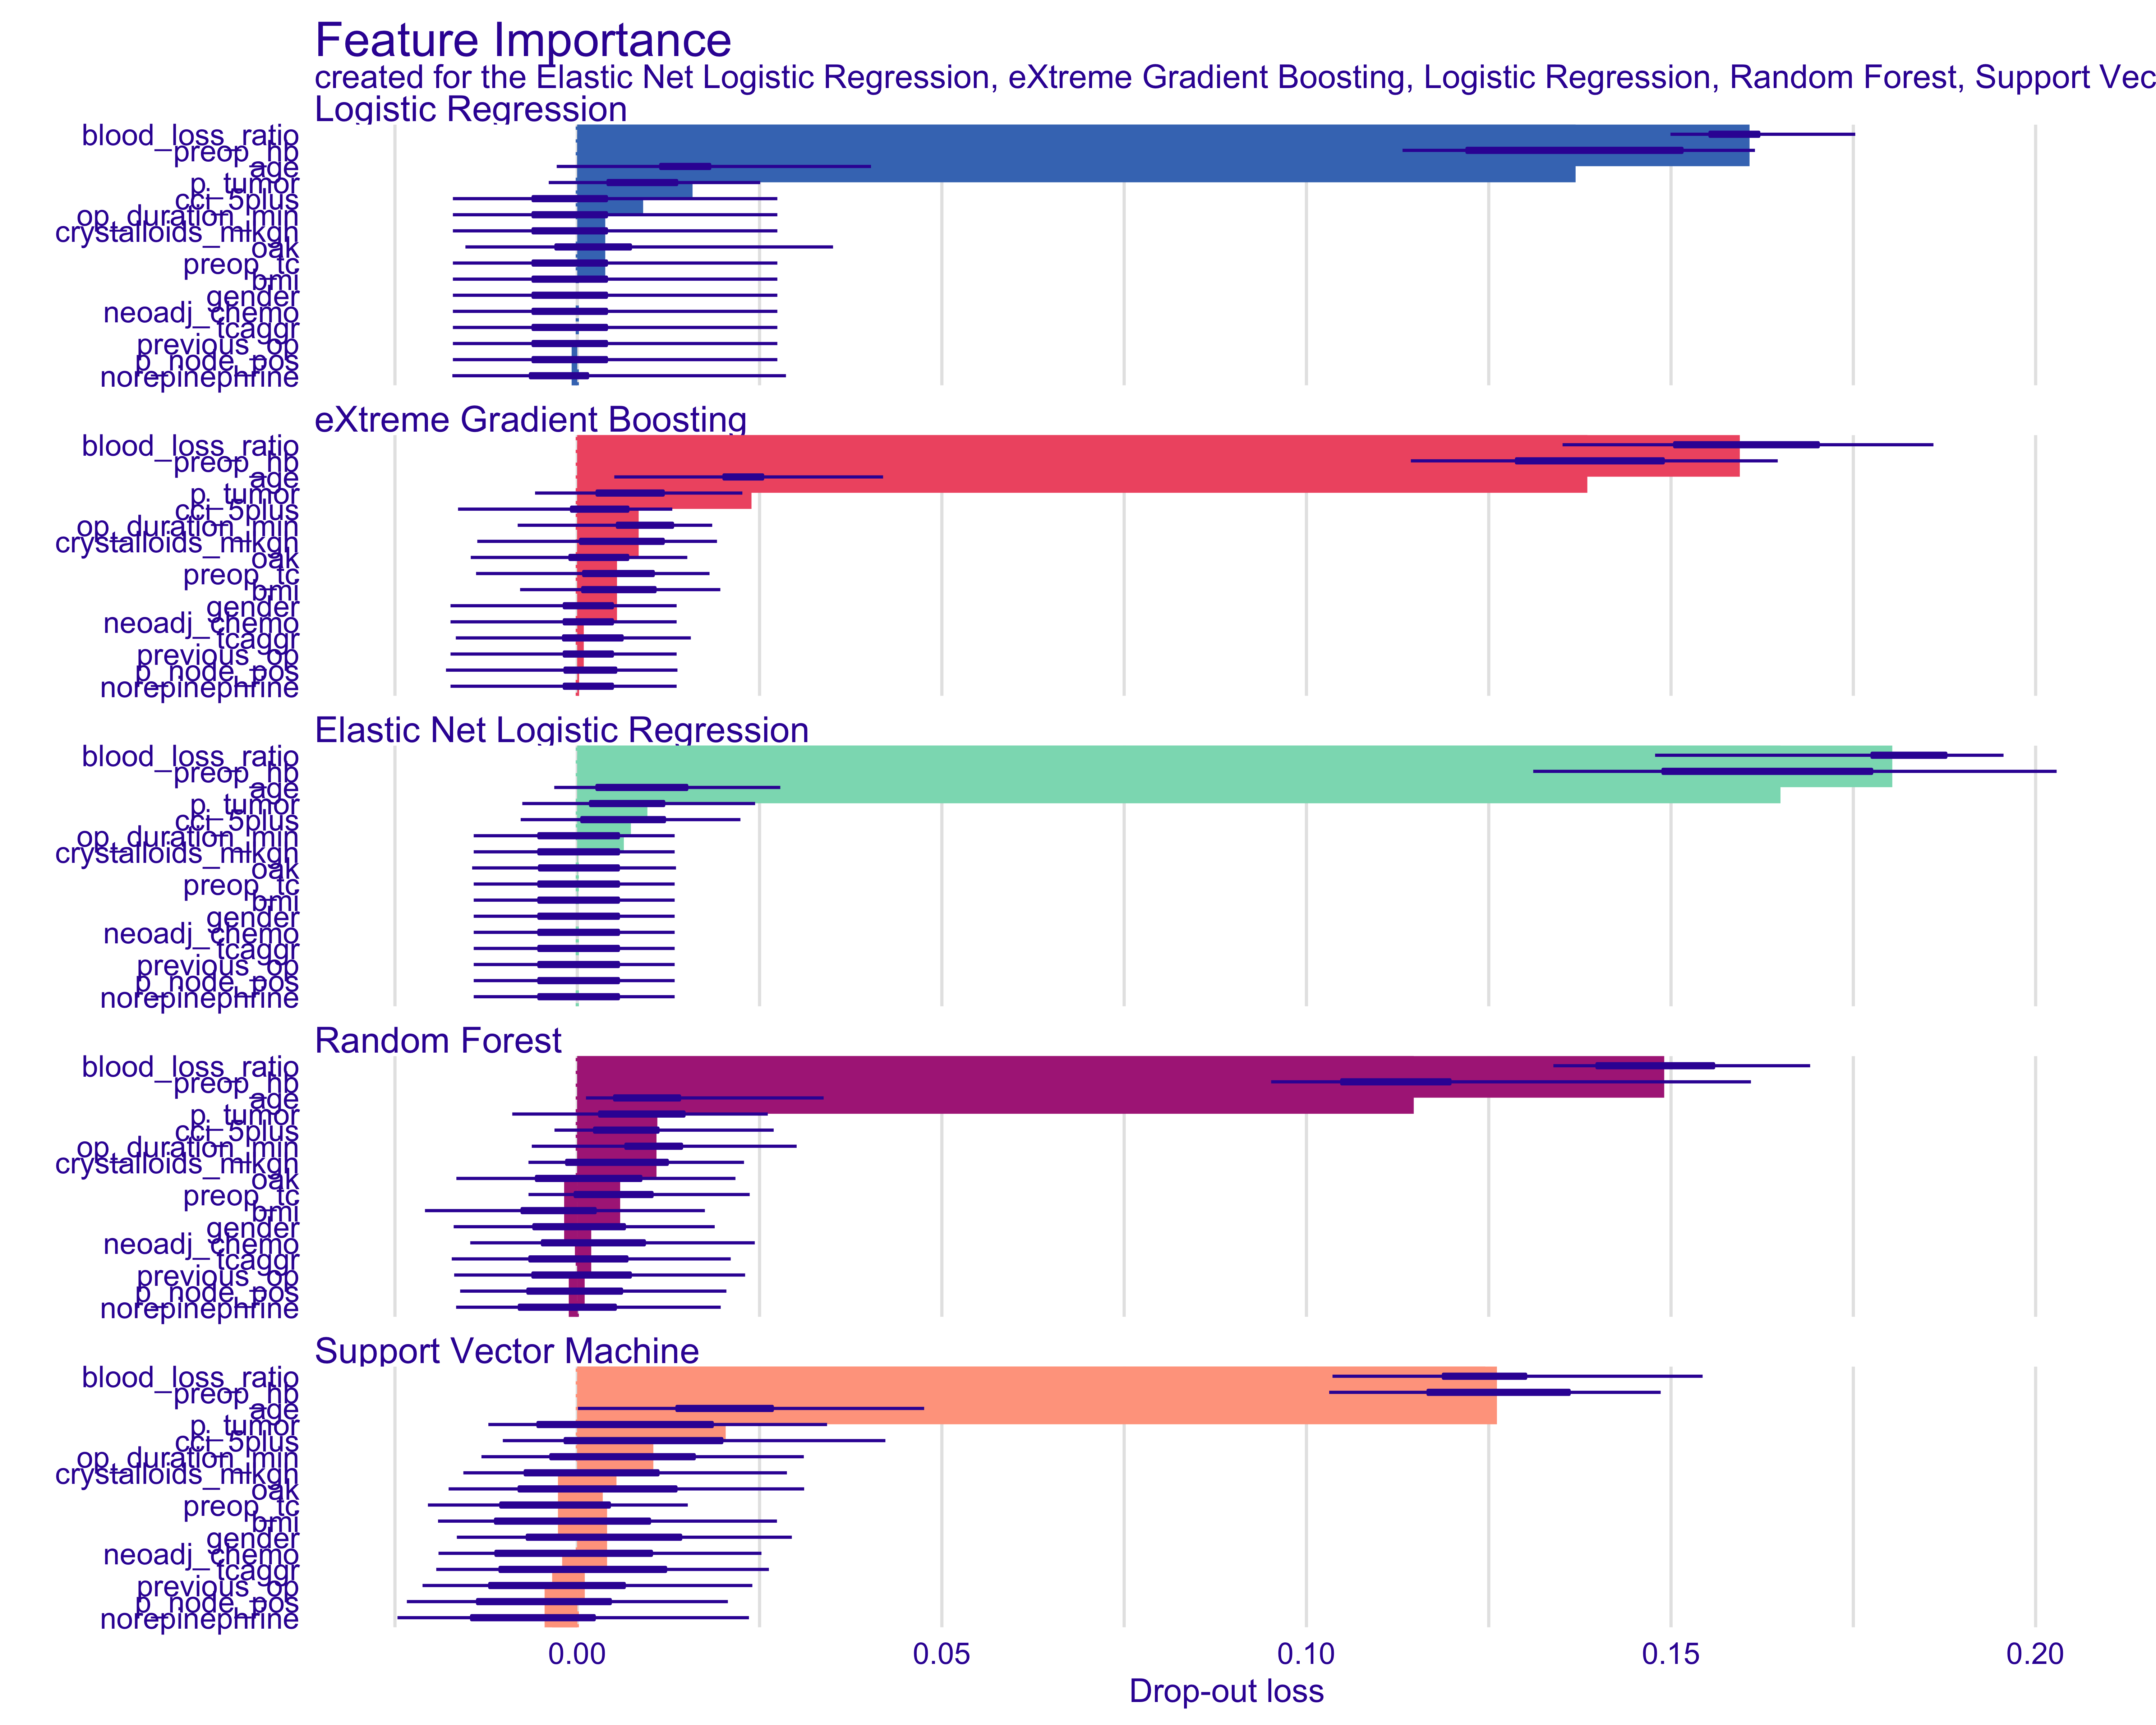 Feature Importance
created for the Elastic Net Logistic Regression, eXtreme Gradient Boosting, Logistic Regression, Random Forest, Support Vec
Logistic Regression
blood_loss_ratio
preop_hb
age
p_tumor
cci_5plus
op_duration_min
crystalloids_mlkgh
oak
preop_tc
bmi
gender
neoadj_chemo
tcaggr
previous_op
p_node_pos
norepinephrine
eXtreme Gradient Boosting
blood_loss_ratio
preop_hb
age
p_tumor
cci_5plus
op_duration_min
crystalloids_mlkgh
oak
preop_tc
bmi
gender
neoadj_chemo
tcaggr
previous_op
p_node_pos
norepinephrine
Elastic Net Logistic Regression
blood_loss_ratio
preop_hb
age
p_tumor
cci_5plus
op_duration_min
crystalloids_mlkgh
oak
preop_tc
bmi
gender
neoadj_chemo
tcaggr
previous_op
p_node_pos
norepinephrine
Random Forest
blood_loss_ratio
preop_hb
age
p_tumor
cci_5plus
op_duration_min
crystalloids_mlkgh
oak
preop_tc
bmi
gender
neoadj_chemo
tcaggr
previous_op
p_node_pos
norepinephrine
Support Vector Machine
blood_loss_ratio
preop_hb
age
p_tumor
cci_5plus
op_duration_min
crystalloids_mlkgh
oak
preop_tc
bmi
gender
neoadj_chemo
tcaggr
previous_op
p_node_pos
norepinephrine
0.00 0.05 0.10 0.15 0.20
Drop-out loss